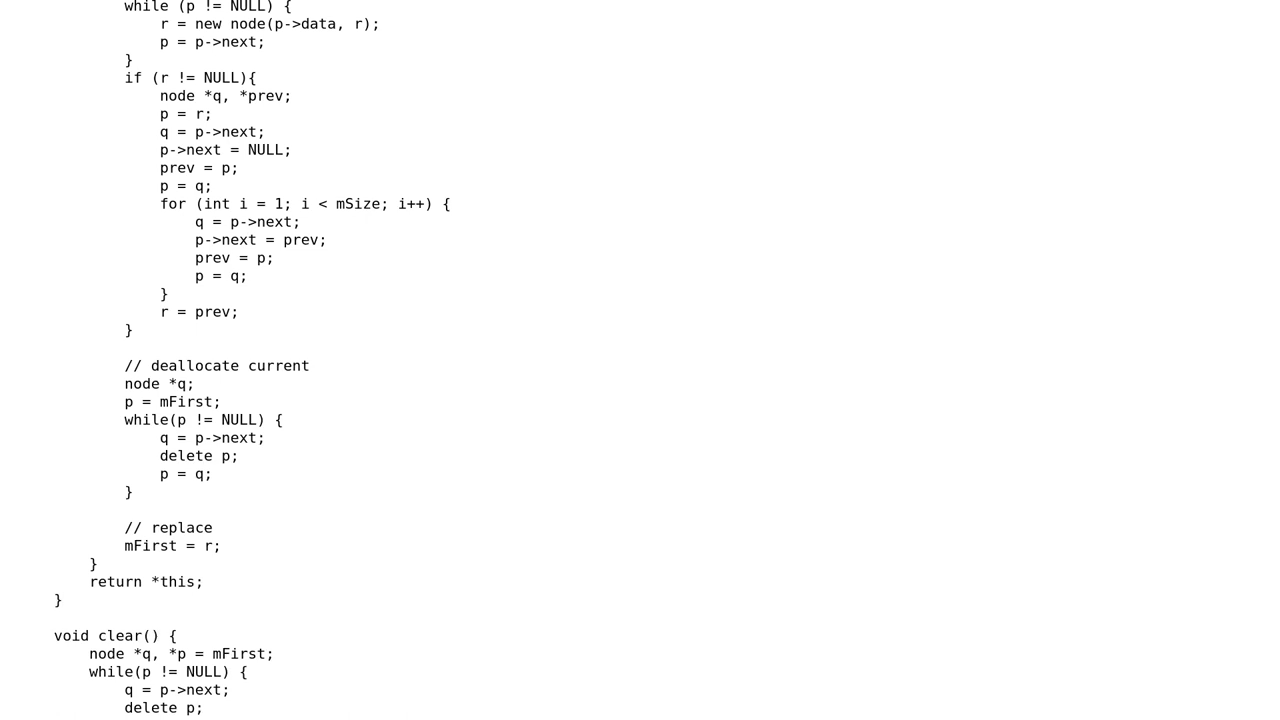 while (p != NULL) {
r = new node(p->data, r);
p = p->next;
}
if (r != NULL){
node *q, *prev;
p = r;
q = p->next;
p->next = NULL;
prev = p;
p = q;
for (int i = 1; i < mSize; i++) {
q = p->next;
p->next = prev;
prev = p;
p = q;
}
r = prev;
}
// deallocate current
node *q;
p = mFirst;
while(p != NULL) {
q = p->next;
delete p;
p = q;
}
// replace
mFirst = r;
}
return *this;
}
void clear() {
node *q, *p = mFirst;
while(p != NULL) {
q = p->next;
delete p;